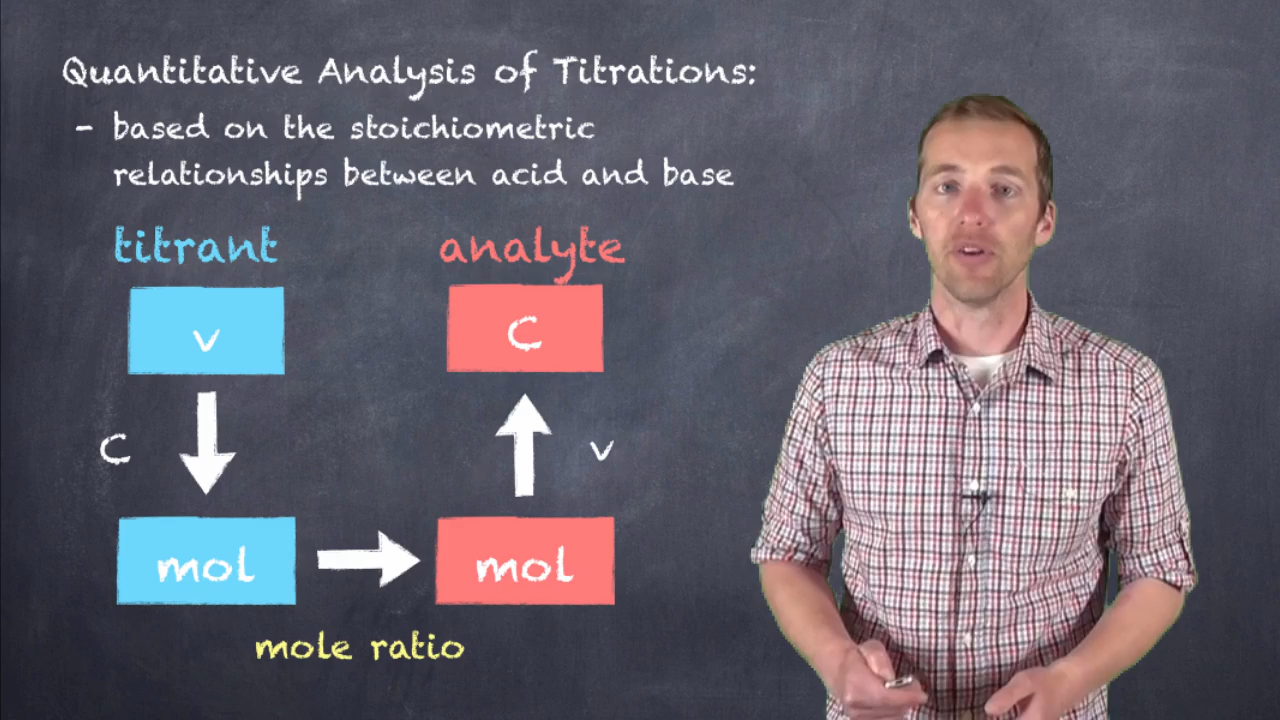 Quantitative Analysis of Titrations:
- based on the stoichiometric
relationships between acid and base
titrant analyte
v C
C v
mol mol
mole ratio